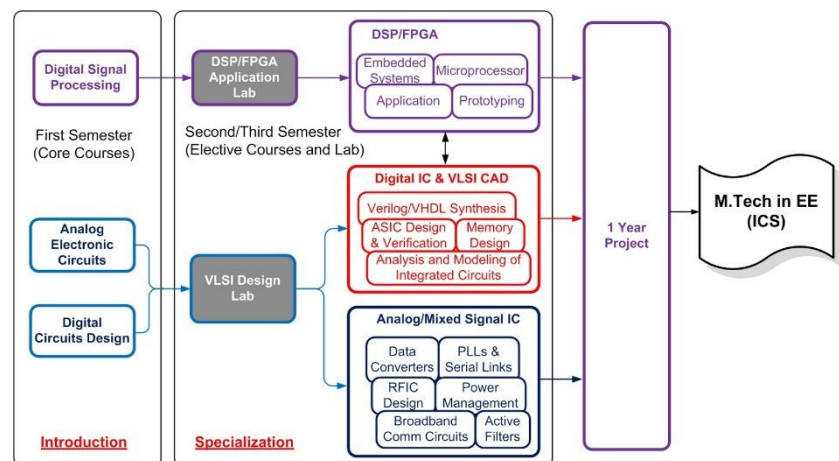 Digital Signal
Processing
First Semester
(Core Courses)
Analog
Electronic
Circuits
Digital
Circuits Design
Introduction
DSP/FPGA
Application
Lab
Second/Third Semester
(Elective Courses and Lab)
VLSI Design
Lab
Specialization
DSP/FPGA
Embedded
Systems
Microprocessor
Application
Prototyping
Digital IC & VLSI CAD
Verilog/VHDL Synthesis
ASIC Design
& Verification
Memory
Design
Analysis and Modeling of
Integrated Circuits
Analog/Mixed Signal IC
Data
Converters
PLLs &
Serial Links
RFIC
Design
Power
Management
Broadband
Comm Circuits
Active
Filters
1 Year
Project
M.Tech in EE
(ICS)